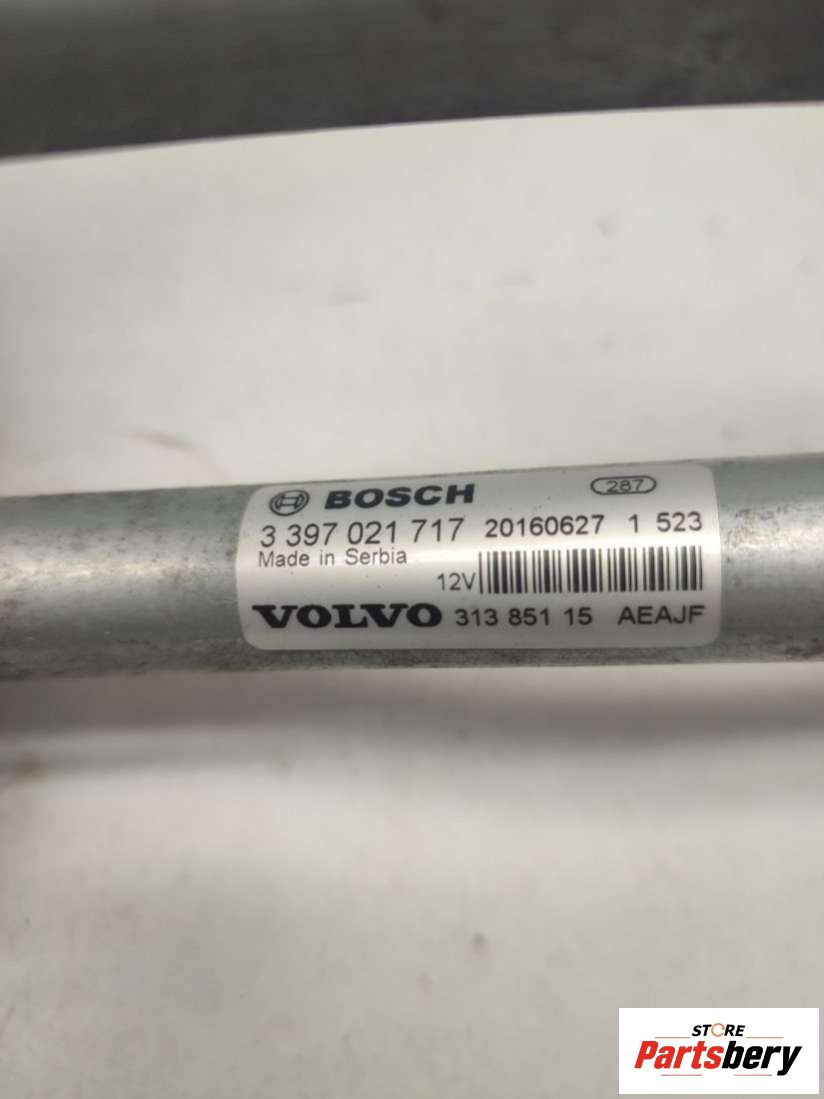 BOSCH 287
3 397 021 717 20160627 1 523
Made in Serbia
12V
VOLVO 313 851 15 AEAJF
STORE
Partsbery